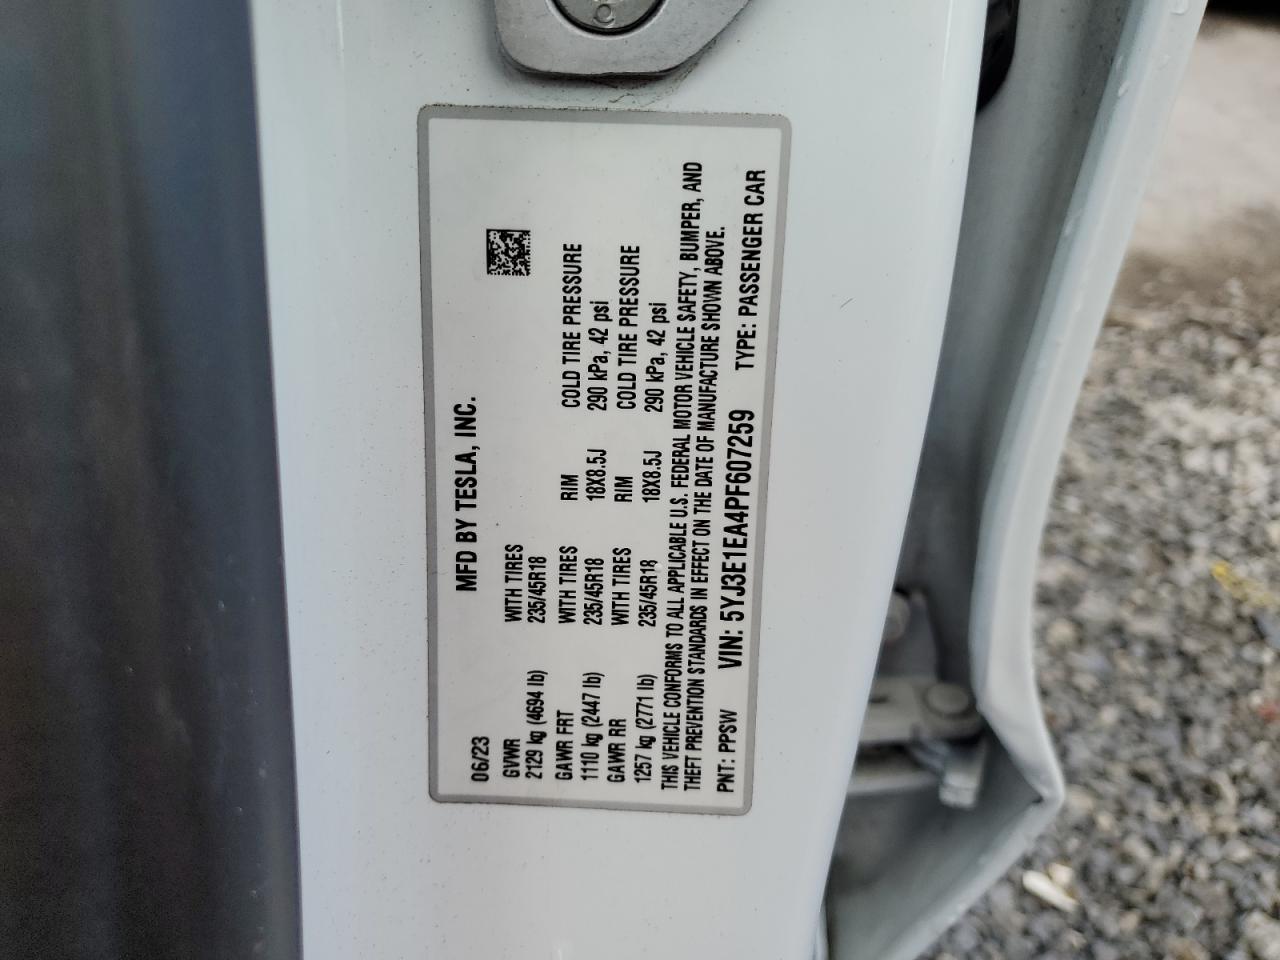 C
MFD BY TESLA, INC.
06/23
GVWR WITH TIRES
2129 kg (4694 lb) 235/45R18
GAWR FRT WITH TIRES RIM COLD TIRE PRESSURE
1110 kg (2447 lb) 235/45R18 18X8.5J 290 kPa, 42 psi
GAWR RR WITH TIRES RIM COLD TIRE PRESSURE
1257 kg (2771 lb) 235/45R18 18X8.5J 290 kPa, 42 psi
THIS VEHICLE CONFORMS TO ALL APPLICABLE U.S. FEDERAL MOTOR VEHICLE SAFETY, BUMPER, AND
THEFT PREVENTION STANDARDS IN EFFECT ON THE DATE OF MANUFACTURE SHOWN ABOVE.
PNT: PPSW VIN: 5YJ3E1EA4PF607259 TYPE: PASSENGER CAR